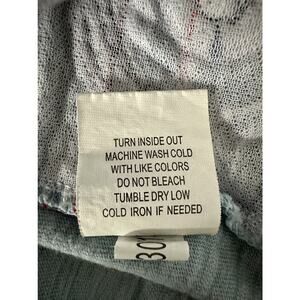 TURN INSIDE OUT
MACHINE WASH COLD
WITH LIKE COLORS
DO NOT BLEACH
TUMBLE DRY LOW
COLD IRON IF NEEDED